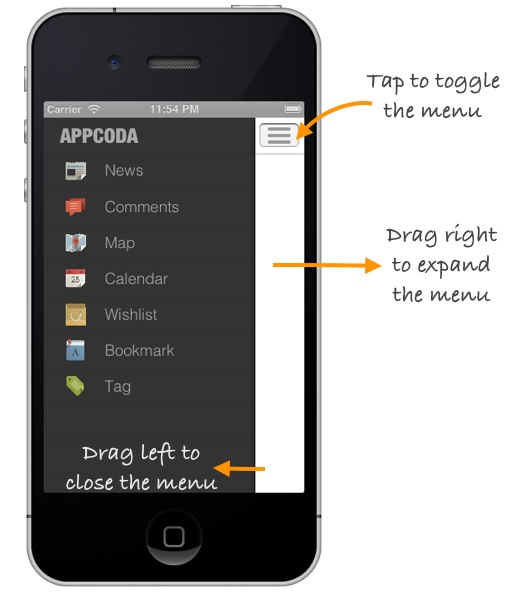 Carrier 11:54 PM
APPCODA
News
Comments
Map
Calendar
28
Wishlist
Bookmark
A
Tag
Tap to toggle
the menu
Drag right
to expand
the menu
Drag left to
close the menu